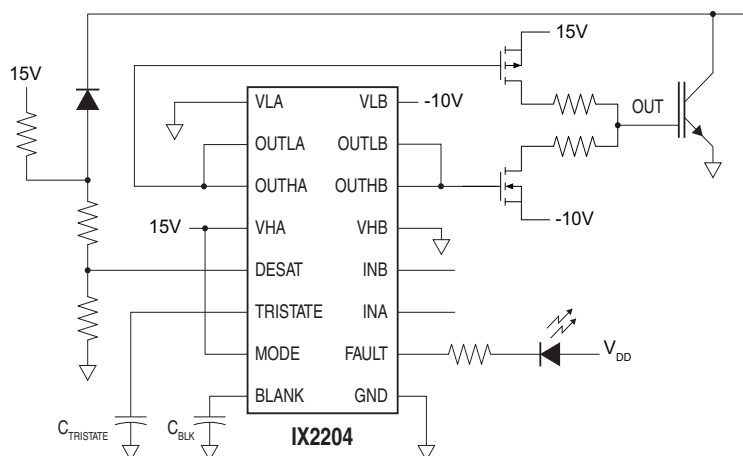 15V
15V
VLA
VLB
-10V
OUT
OUTLA
OUTLB
OUTHA
OUTHB
-10V
15V
VHA
VHB
DESAT
INB
TRISTATE
INA
MODE
FAULT
VDD
BLANK
GND
CTRISTATE
CBLK
IX2204